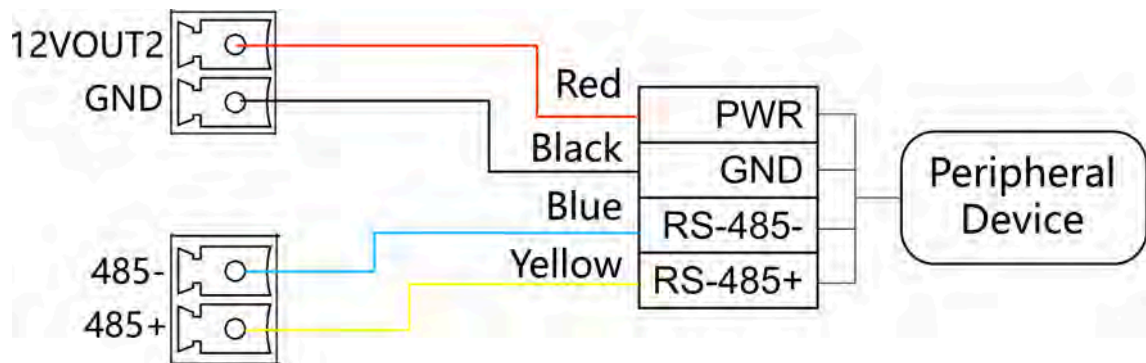 12VOUT2
GND
485-
485+
Red
Black
Blue
Yellow
PWR
GND
RS-485-
RS-485+
Peripheral
Device